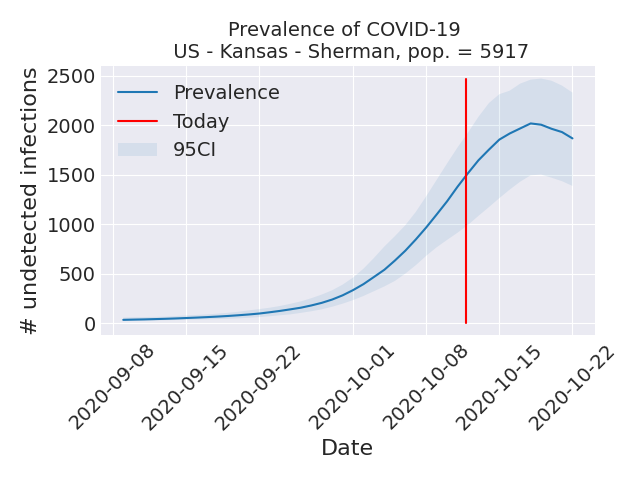 Prevalence of COVID-19
US - Kansas - Sherman, pop. = 5917
2500
2000
1500
1000
500
0
# undetected infections
Prevalence
Today
95CI
2020-09-08
2020-09-15
2020-09-22
2020-10-01
2020-10-08
2020-10-15
2020-10-22
Date